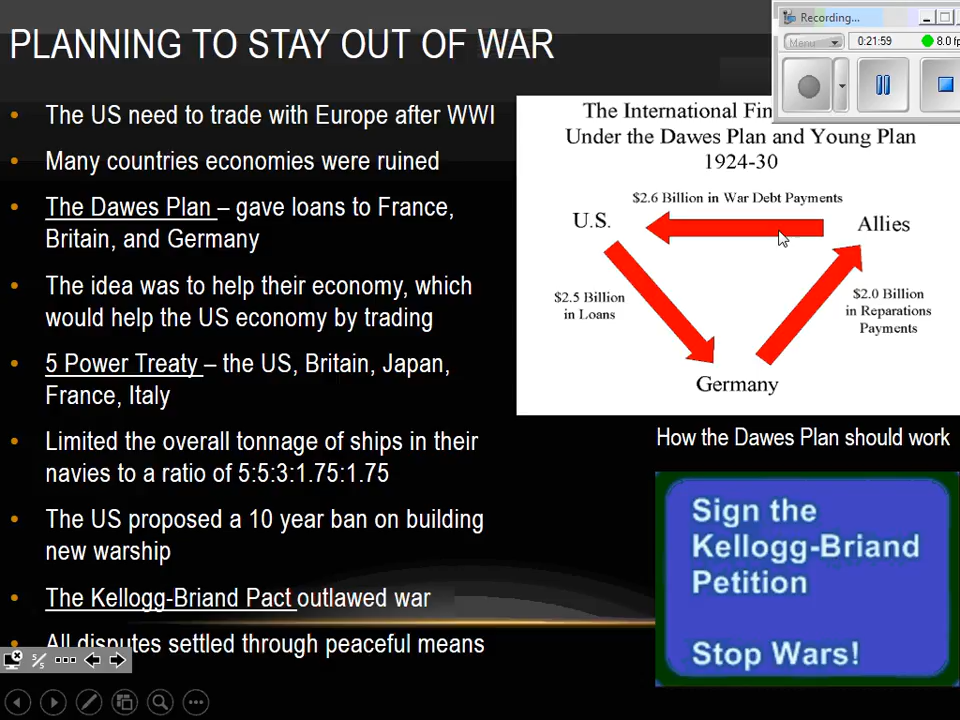 PLANNING TO STAY OUT OF WAR
Recording...
Menu
0:21:59
8.0 fp
The US need to trade with Europe after WWI
Many countries economies were ruined
The Dawes Plan – gave loans to France,
Britain, and Germany
The idea was to help their economy, which
would help the US economy by trading
5 Power Treaty – the US, Britain, Japan,
France, Italy
Limited the overall tonnage of ships in their
navies to a ratio of 5:5:3:1.75:1.75
The US proposed a 10 year ban on building
new warship
The Kellogg-Briand Pact outlawed war
All disputes settled through peaceful means
5/5
The International Fin
Under the Dawes Plan and Young Plan
1924-30
$2.6 Billion in War Debt Payments
U.S.
Allies
$2.5 Billion
in Loans
$2.0 Billion
in Reparations
Payments
Germany
How the Dawes Plan should work
Sign the
Kellogg-Briand
Petition
Stop Wars!